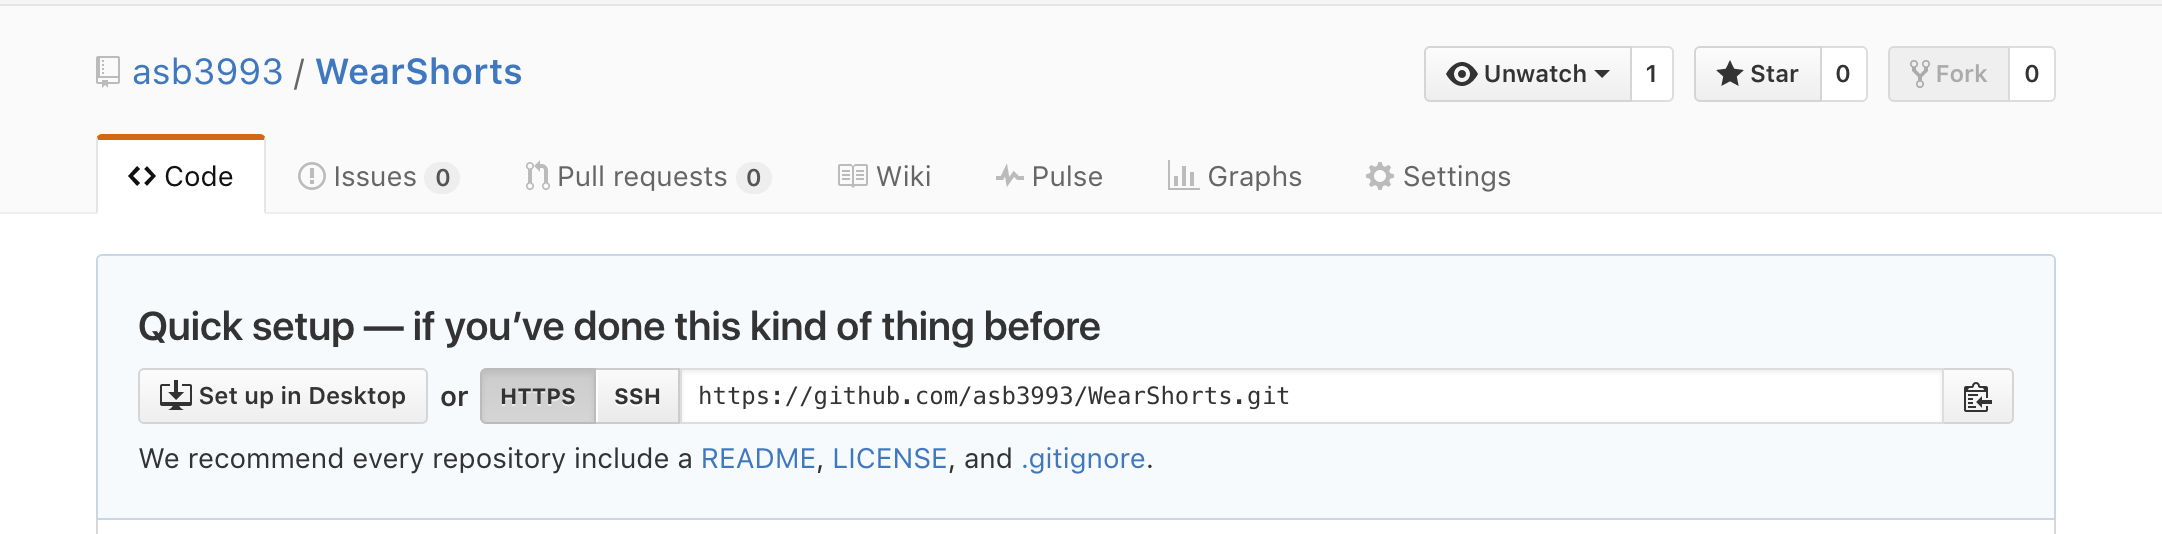 asb3993 / WearShorts
Unwatch 1 Star 0 Fork 0
Code Issues 0 Pull requests 0 Wiki Pulse Graphs Settings
Quick setup — if you’ve done this kind of thing before
Set up in Desktop or HTTPS SSH https://github.com/asb3993/WearShorts.git
We recommend every repository include a README, LICENSE, and .gitignore.